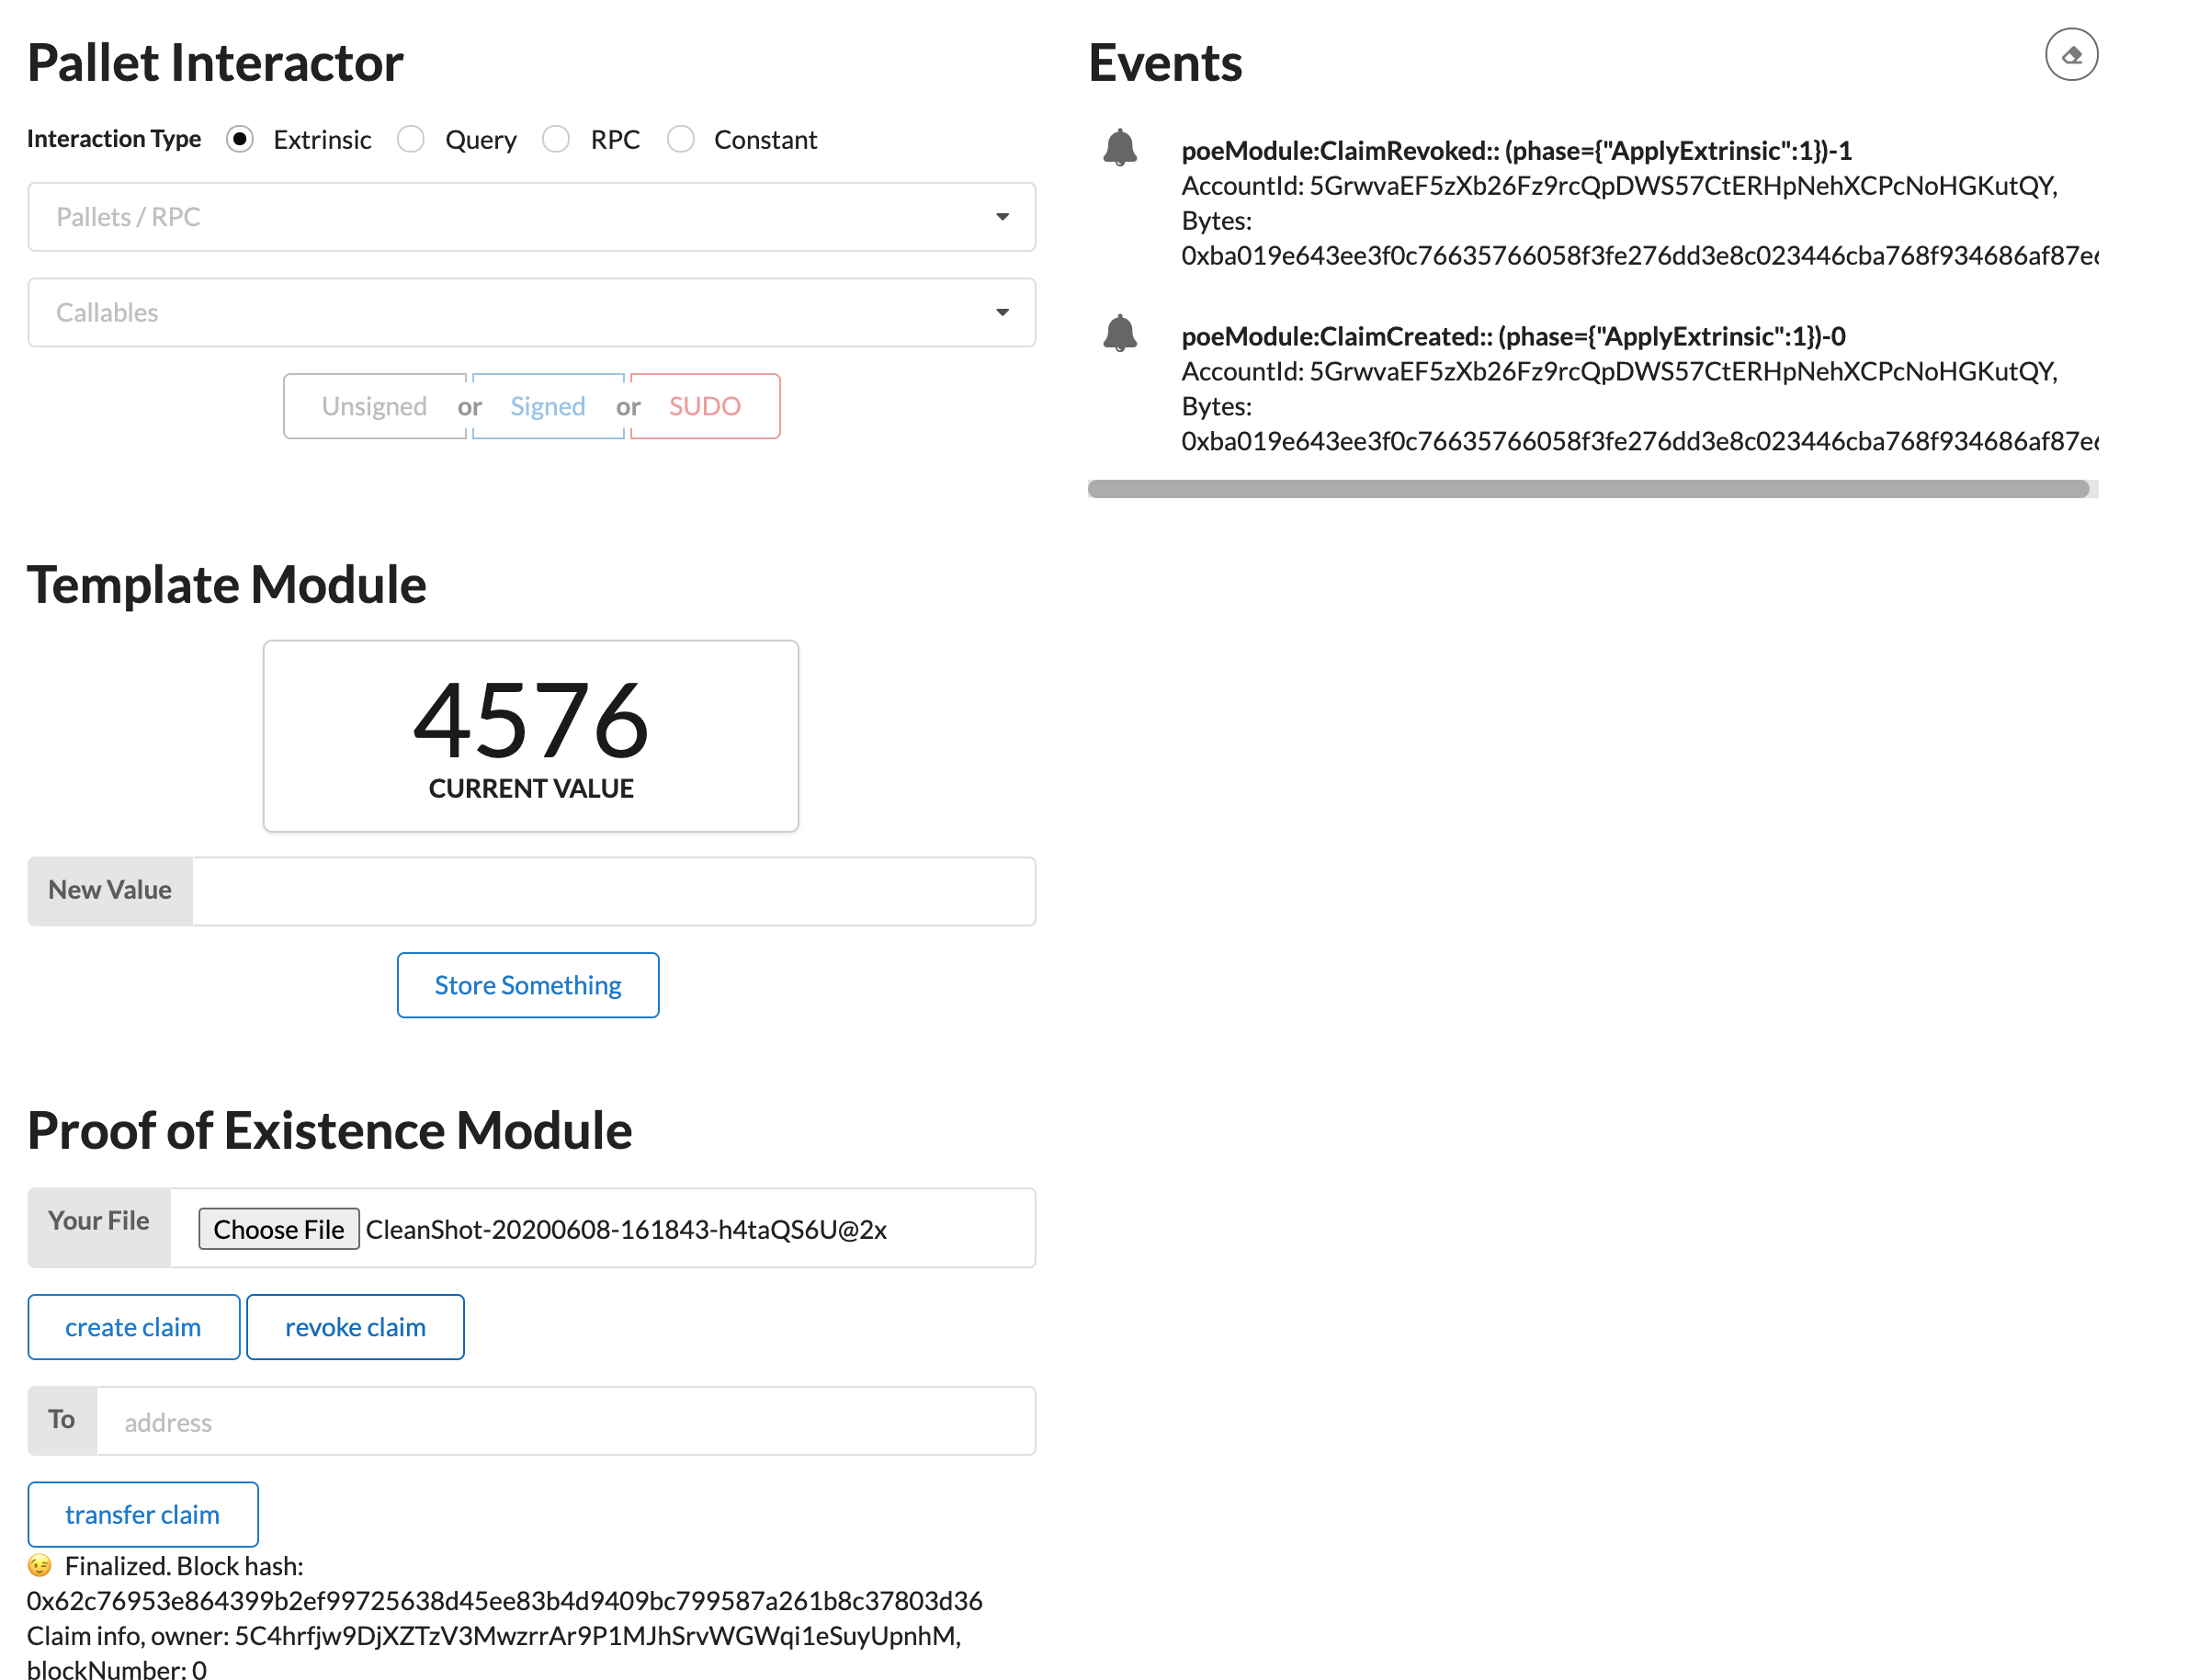 Pallet Interactor
Interaction Type Extrinsic Query RPC Constant
Pallets / RPC
Callables
Unsigned or Signed or SUDO
Template Module
4576
CURRENT VALUE
New Value
Store Something
Proof of Existence Module
Your File Choose File CleanShot-20200608-161843-h4taQS6U@2x
create claim revoke claim
To address
transfer claim
😉 Finalized. Block hash:
0x62c76953e864399b2ef99725638d45ee83b4d9409bc799587a261b8c37803d36
Claim info, owner: 5C4hrfjw9DjXZTzV3MwzrrAr9P1MJhSrvWGWqi1eSuyUpnhM,
blockNumber: 0
Events
poeModule:ClaimRevoked:: (phase={"ApplyExtrinsic":1})-1
AccountId: 5GrwvaEF5zXb26Fz9rcQpDWS57CtERHpNehXCPcNoHGKutQY,
Bytes:
0xba019e643ee3f0c76635766058f3fe276dd3e8c023446cba768f934686af87e
poeModule:ClaimCreated:: (phase={"ApplyExtrinsic":1})-0
AccountId: 5GrwvaEF5zXb26Fz9rcQpDWS57CtERHpNehXCPcNoHGKutQY,
Bytes:
0xba019e643ee3f0c76635766058f3fe276dd3e8c023446cba768f934686af87e